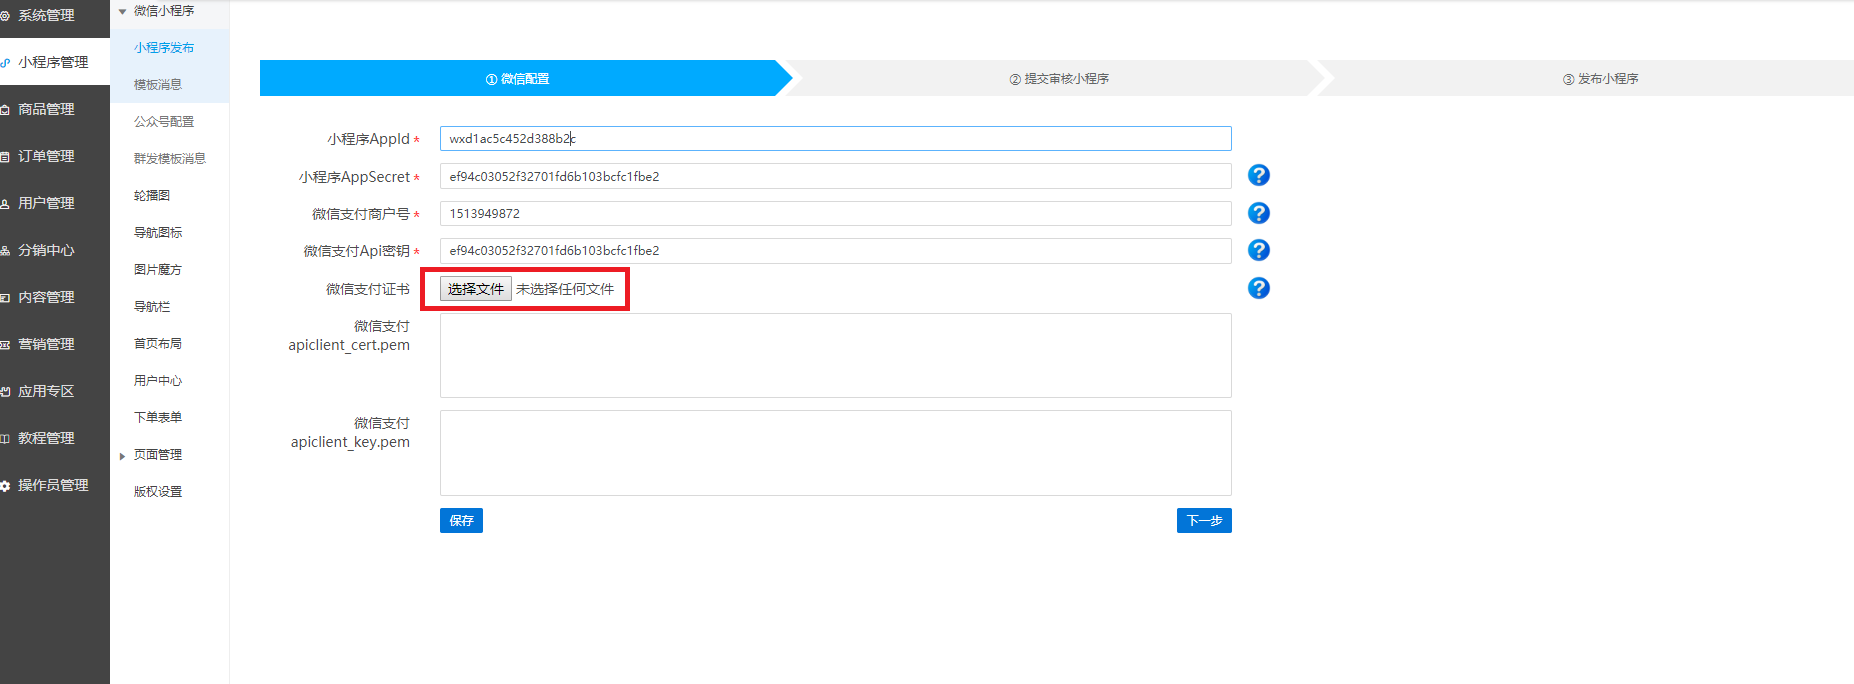 系统管理
小程序管理
商品管理
订单管理
用户管理
分销中心
内容管理
营销管理
应用专区
教程管理
操作员管理
微信小程序
小程序发布
模板消息
公众号配置
群发模板消息
轮播图
导航图标
图片魔方
导航栏
首页布局
用户中心
下单表单
页面管理
版权设置
① 微信配置
② 提交审核小程序
③ 发布小程序
小程序AppId * wxd1ac5c452d388b2c
小程序AppSecret * ef94c03052f32701fd6b103bcfc1fbe2
微信支付商户号 * 1513949872
微信支付Api密钥 * ef94c03052f32701fd6b103bcfc1fbe2
微信支付证书 选择文件 未选择任何文件
微信支付
apiclient_cert.pem
微信支付
apiclient_key.pem
保存 下一步